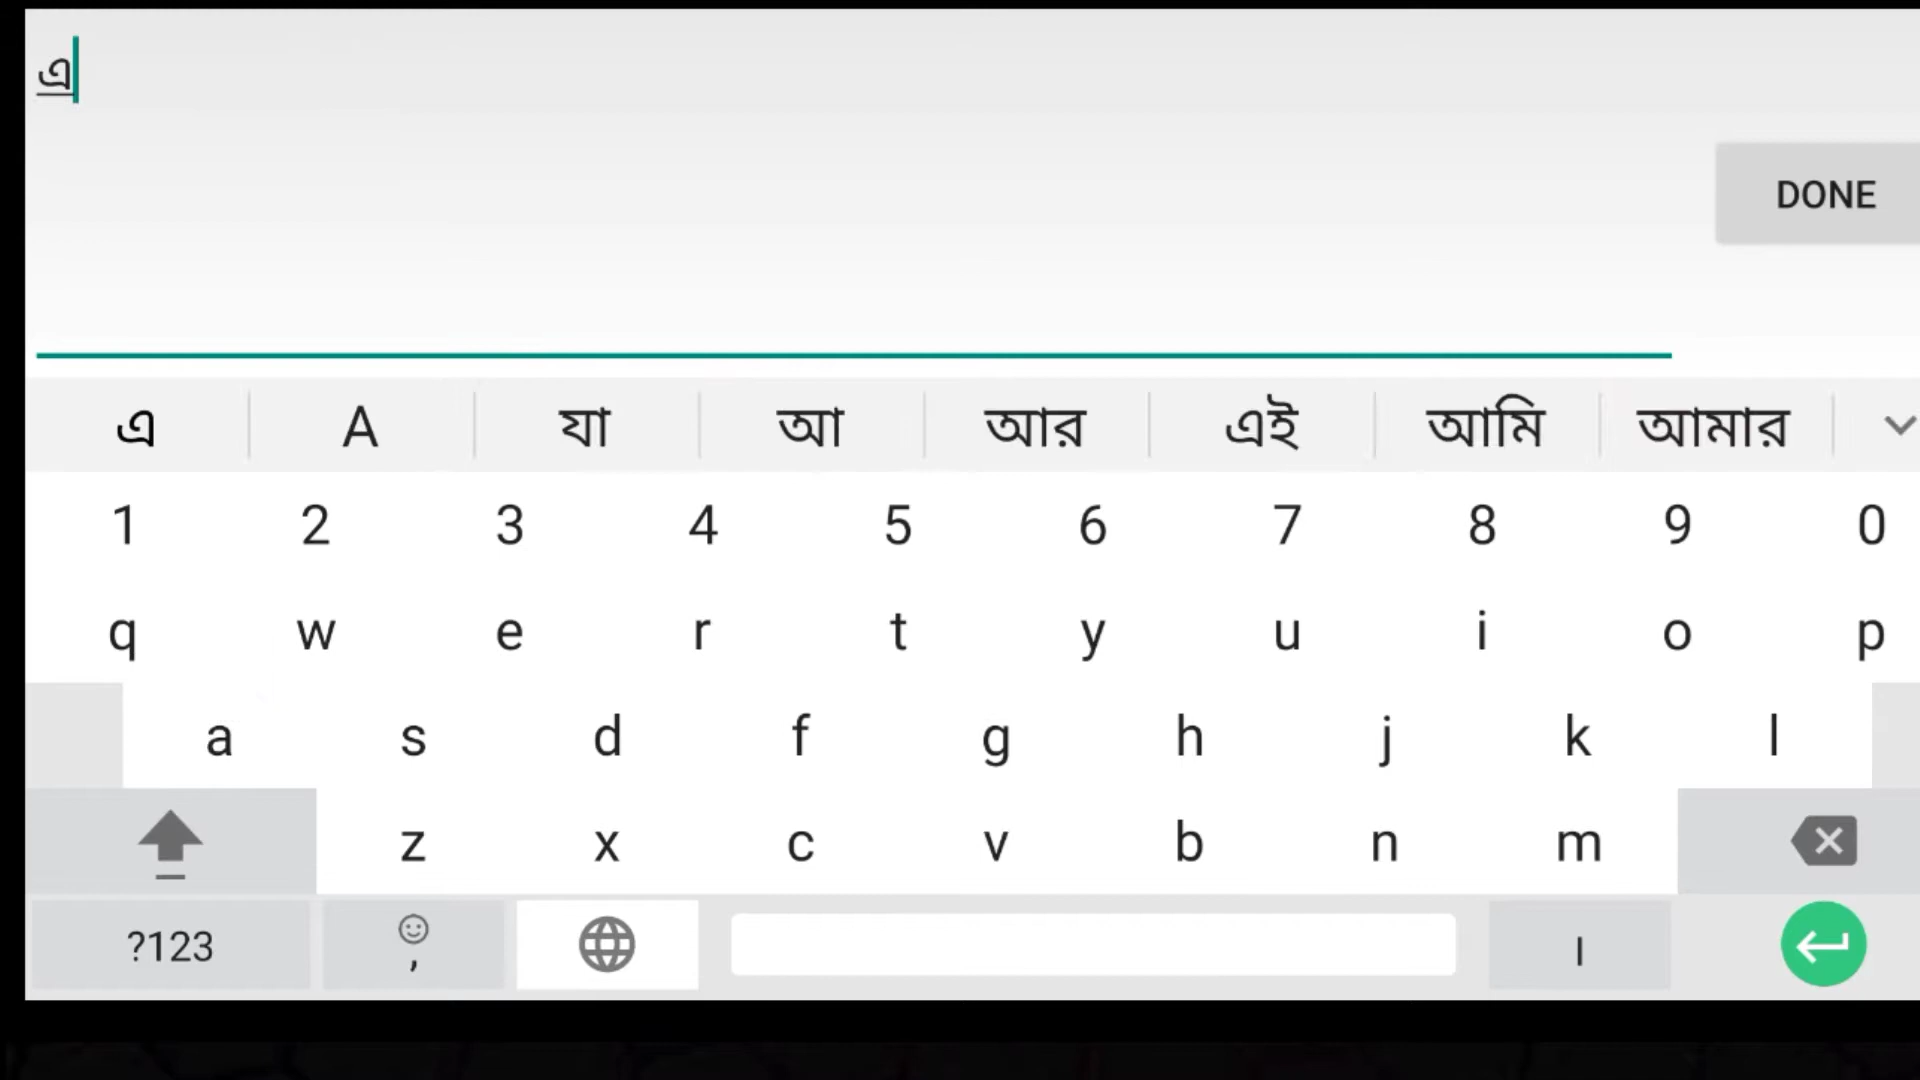 এ
DONE
এ A যা আ আর এই আমি আমার
1 2 3 4 5 6 7 8 9 0
q w e r t y u i o p
a s d f g h j k l
z x c v b n m
?123 , ।